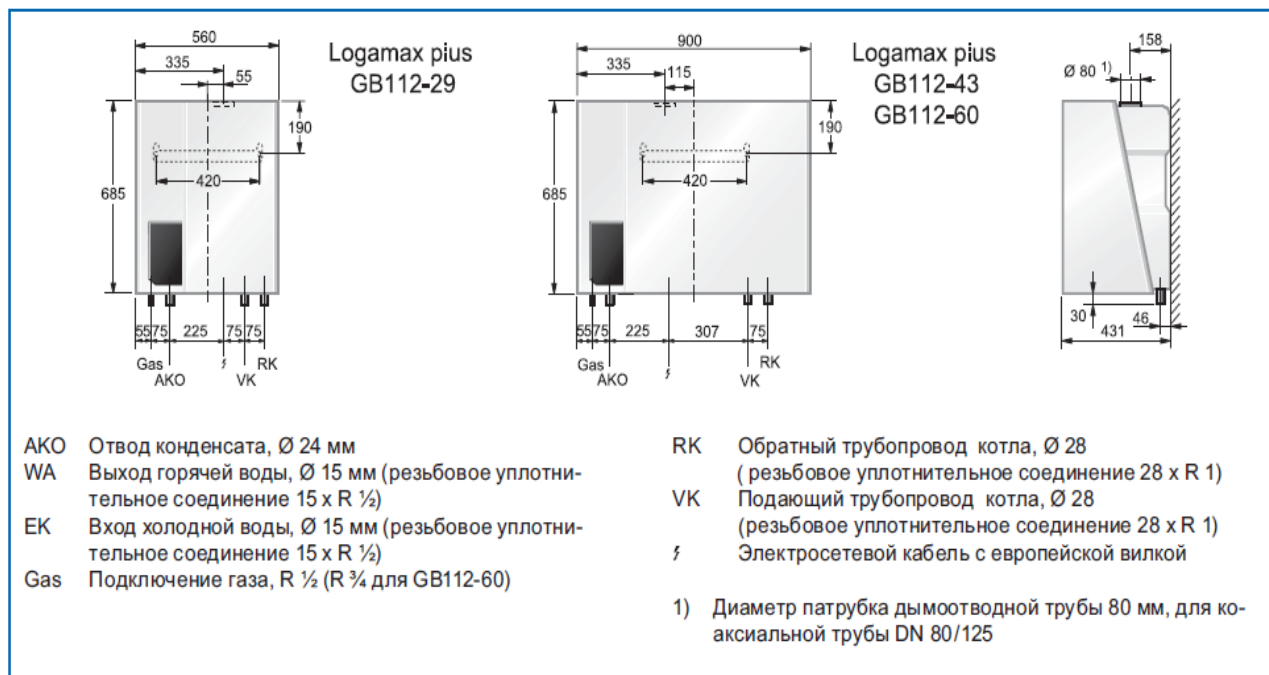 560
335
55
Logamax pius
GB112-29
190
420
685
55 75 225 75 75
Gas RK
AKO VK
900
335 115
Logamax pius
GB112-43
GB112-60
190
420
685
55 75 225 307 75
Gas RK
AKO VK
158
Ø 80 1)
30
46
431
AKO Отвод конденсата, Ø 24 мм
WA Выход горячей воды, Ø 15 мм (резьбовое уплотни-
тельное соединение 15 x R ½)
EK Вход холодной воды, Ø 15 мм (резьбовое уплотни-
тельное соединение 15 x R ½)
Gas Подключение газа, R ½ (R ¾ для GB112-60)
RK Обратный трубопровод котла, Ø 28
( резьбовое уплотнительное соединение 28 x R 1)
VK Подающий трубопровод котла, Ø 28
(резьбовое уплотнительное соединение 28 x R 1)
Электросетевой кабель с европейской вилкой
1) Диаметр патрубка дымоотводной трубы 80 мм, для ко-
аксиальной трубы DN 80/125